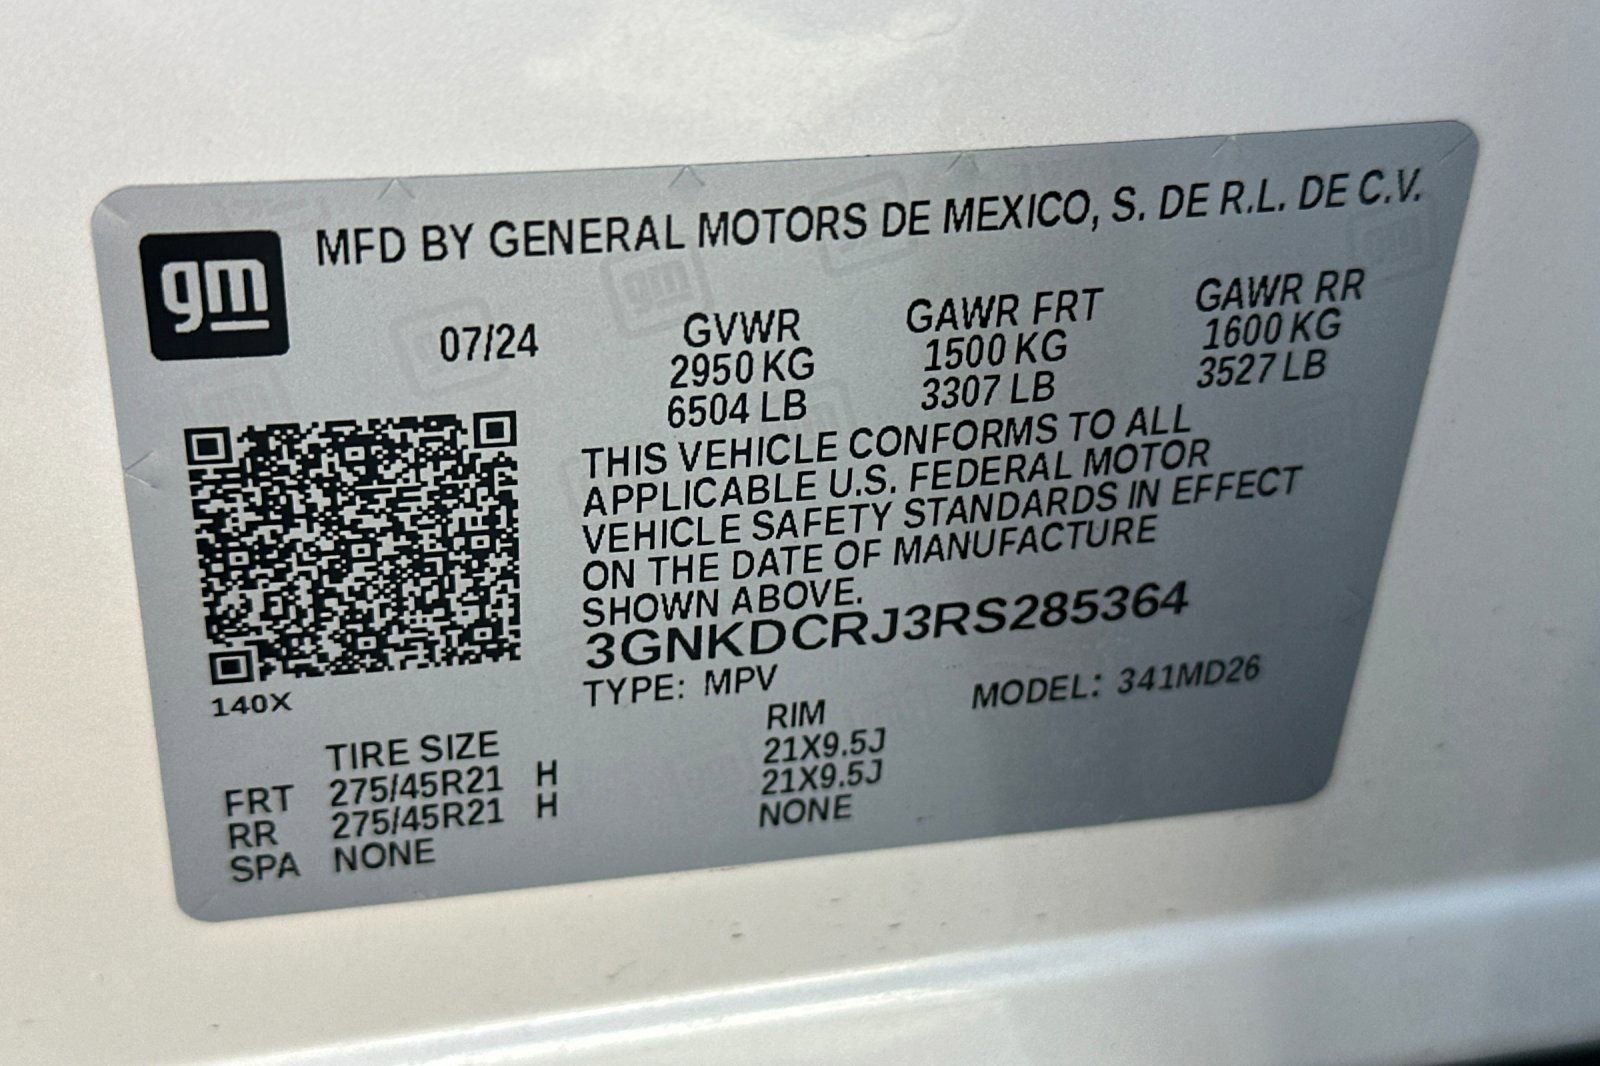 gm
MFD BY GENERAL MOTORS DE MEXICO, S. DE R.L. DE C.V.
07/24 GVWR GAWR FRT GAWR RR
2950 KG 1500 KG 1600 KG
6504 LB 3307 LB 3527 LB
THIS VEHICLE CONFORMS TO ALL
APPLICABLE U.S. FEDERAL MOTOR
VEHICLE SAFETY STANDARDS IN EFFECT
ON THE DATE OF MANUFACTURE
SHOWN ABOVE.
3GNKDCRJ3RS285364
140X
TYPE: MPV MODEL: 341MD26
TIRE SIZE RIM
FRT 275/45R21 H 21X9.5J
RR 275/45R21 H 21X9.5J
SPA NONE NONE